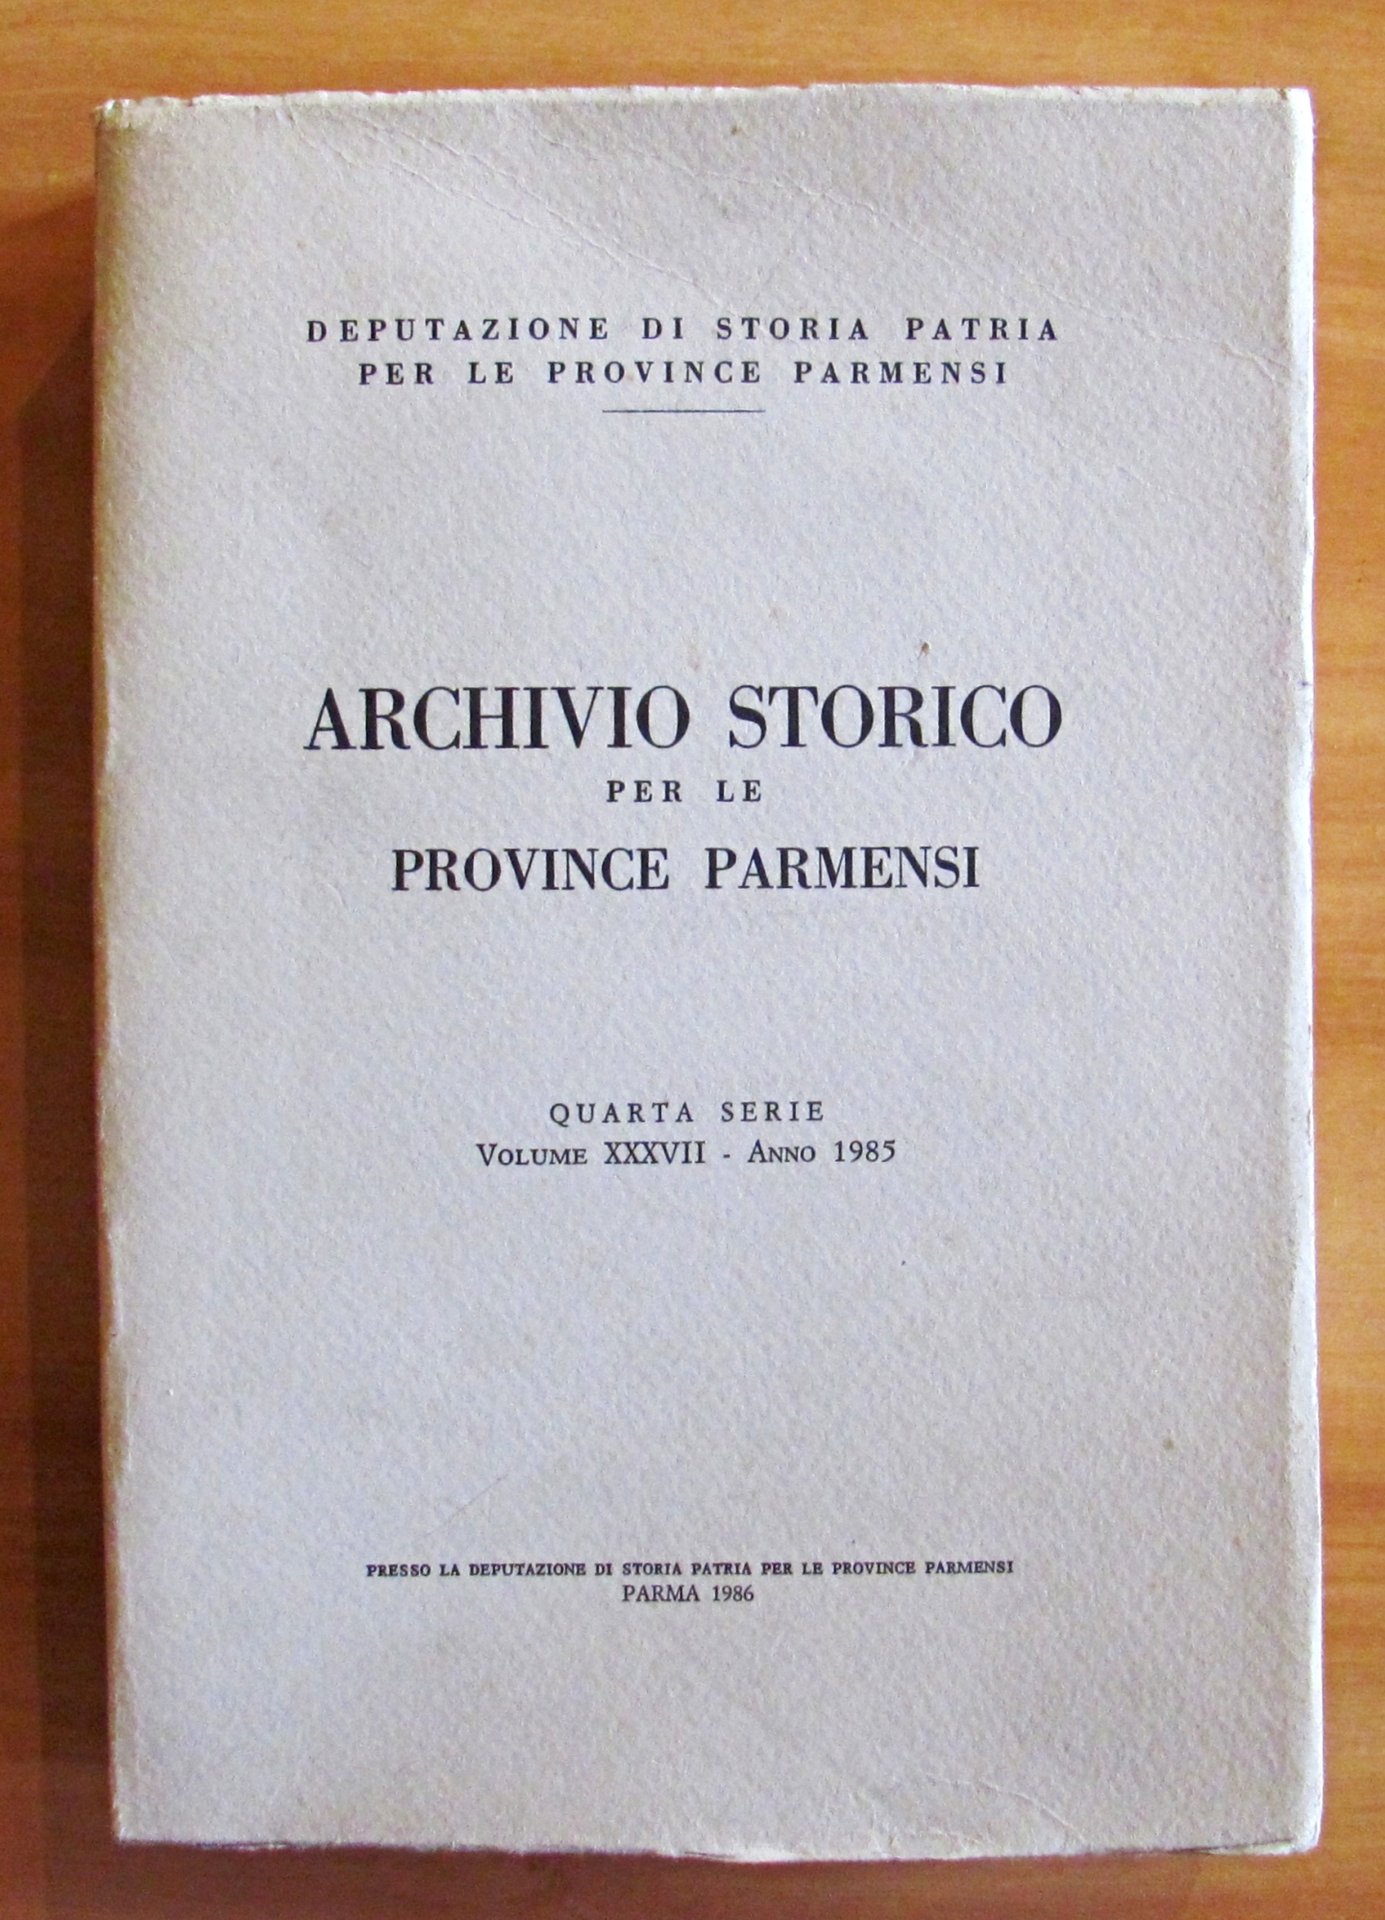 DEPUTAZIONE DI STORIA PATRIA
PER LE PROVINCE PARMENSI
ARCHIVIO STORICO
PER LE
PROVINCE PARMENSI
QUARTA SERIE
VOLUME XXXVII - ANNO 1985
PRESSO LA DEPUTAZIONE DI STORIA PATRIA PER LE PROVINCE PARMENSI
PARMA 1986